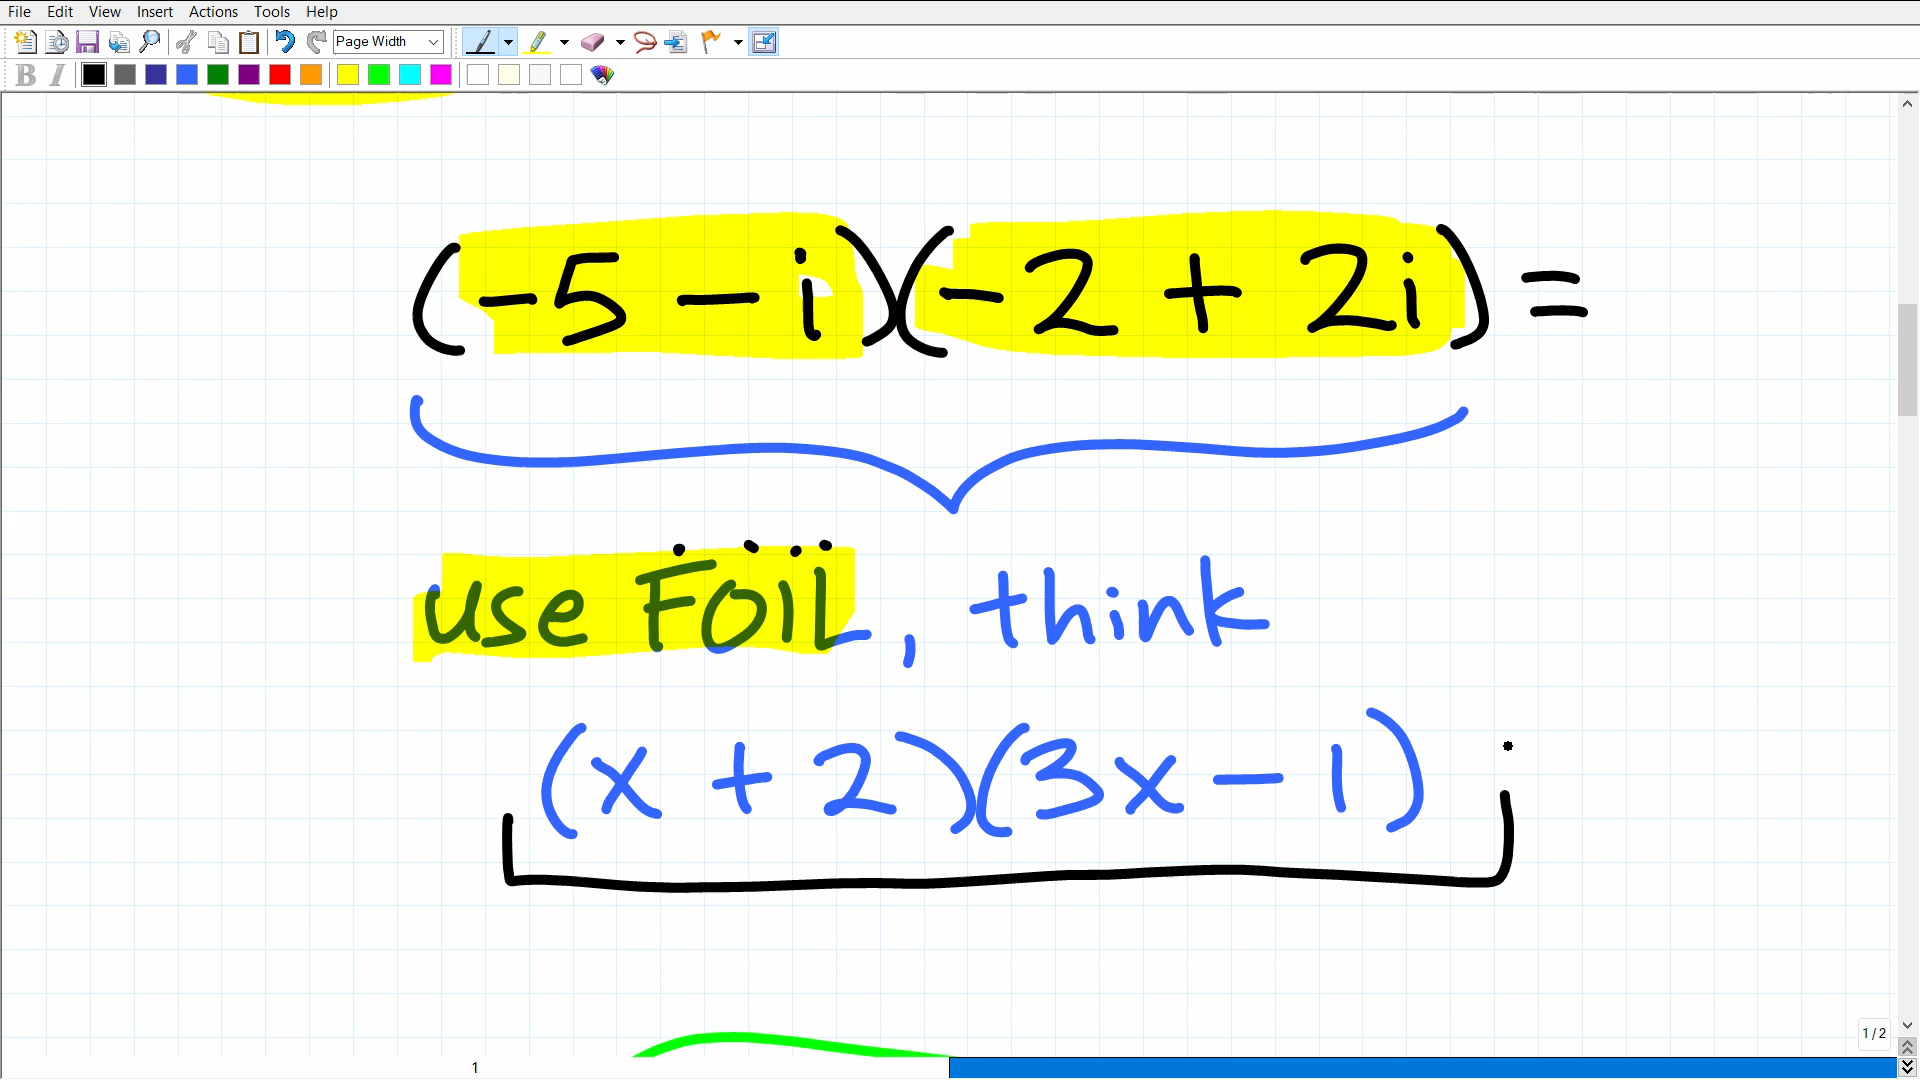 File Edit View Insert Actions Tools Help
Page Width
B I
(-5 - i)(-2 + 2i) =
use FOIL, think
(x + 2)(3x - 1)
1 / 2
1